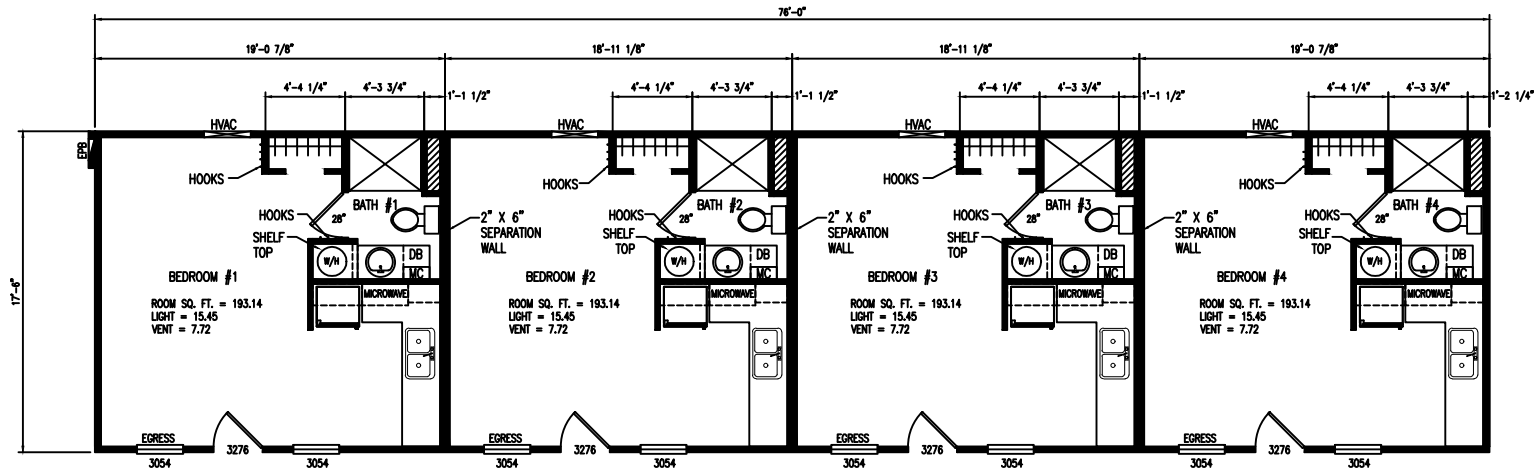 76'-0"
19'-0 7/8" 18'-11 1/8" 18'-11 1/8" 19'-0 7/8"
4'-4 1/4" 4'-3 3/4" 1'-1 1/2" 4'-4 1/4" 4'-3 3/4" 1'-1 1/2" 4'-4 1/4" 4'-3 3/4" 1'-1 1/2" 4'-4 1/4" 4'-3 3/4" 1'-2 1/4"
17'-6"
EPB
HVAC
HOOKS
BATH #1
HOOKS
28"
SHELF
TOP
W/H
DB
MC
2" X 6"
SEPARATION
WALL
BEDROOM #1
ROOM SQ. FT. = 193.14
LIGHT = 15.45
VENT = 7.72
MICROWAVE
EGRESS
3054
3276
3054
HVAC
HOOKS
BATH #2
HOOKS
28"
SHELF
TOP
W/H
DB
MC
2" X 6"
SEPARATION
WALL
BEDROOM #2
ROOM SQ. FT. = 193.14
LIGHT = 15.45
VENT = 7.72
MICROWAVE
EGRESS
3054
3276
3054
HVAC
HOOKS
BATH #3
HOOKS
28"
SHELF
TOP
W/H
DB
MC
2" X 6"
SEPARATION
WALL
BEDROOM #3
ROOM SQ. FT. = 193.14
LIGHT = 15.45
VENT = 7.72
MICROWAVE
EGRESS
3054
3276
3054
HVAC
HOOKS
BATH #4
HOOKS
28"
SHELF
TOP
W/H
DB
MC
BEDROOM #4
ROOM SQ. FT. = 193.14
LIGHT = 15.45
VENT = 7.72
MICROWAVE
EGRESS
3054
3276
3054